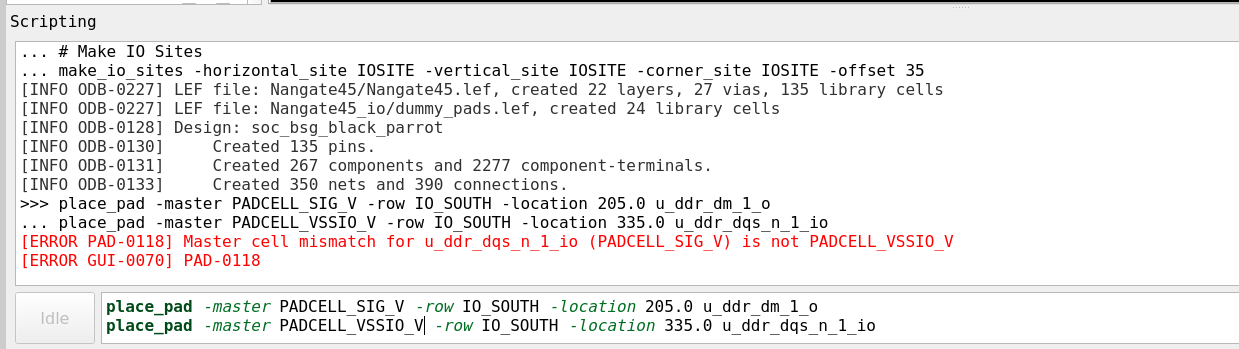 Scripting
... # Make IO Sites
... make_io_sites -horizontal_site IOSITE -vertical_site IOSITE -corner_site IOSITE -offset 35
[INFO ODB-0227] LEF file: Nangate45/Nangate45.lef, created 22 layers, 27 vias, 135 library cells
[INFO ODB-0227] LEF file: Nangate45_io/dummy_pads.lef, created 24 library cells
[INFO ODB-0128] Design: soc_bsg_black_parrot
[INFO ODB-0130]     Created 135 pins.
[INFO ODB-0131]     Created 267 components and 2277 component-terminals.
[INFO ODB-0133]     Created 350 nets and 390 connections.
>>> place_pad -master PADCELL_SIG_V -row IO_SOUTH -location 205.0 u_ddr_dm_1_o
... place_pad -master PADCELL_VSSIO_V -row IO_SOUTH -location 335.0 u_ddr_dqs_n_1_io
[ERROR PAD-0118] Master cell mismatch for u_ddr_dqs_n_1_io (PADCELL_SIG_V) is not PADCELL_VSSIO_V
[ERROR GUI-0070] PAD-0118
Idle
place_pad -master PADCELL_SIG_V -row IO_SOUTH -location 205.0 u_ddr_dm_1_o
place_pad -master PADCELL_VSSIO_V -row IO_SOUTH -location 335.0 u_ddr_dqs_n_1_io